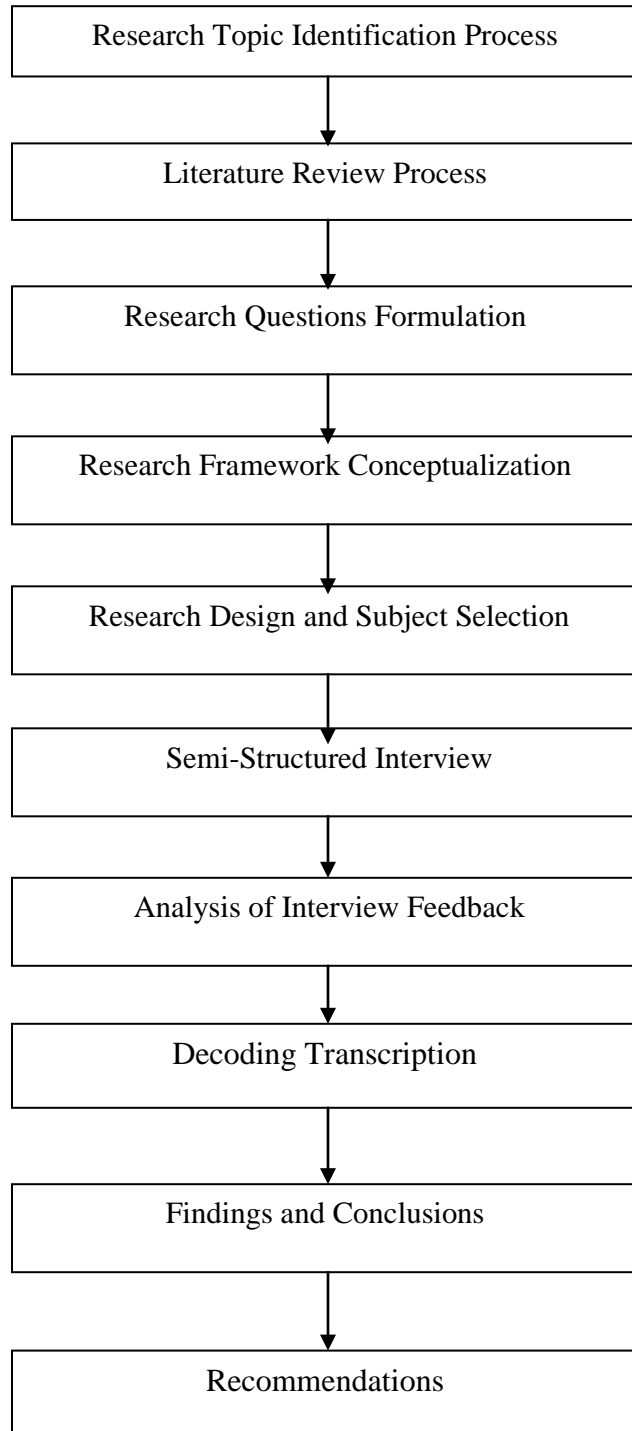 Research Topic Identification Process
Literature Review Process
Research Questions Formulation
Research Framework Conceptualization
Research Design and Subject Selection
Semi-Structured Interview
Analysis of Interview Feedback
Decoding Transcription
Findings and Conclusions
Recommendations